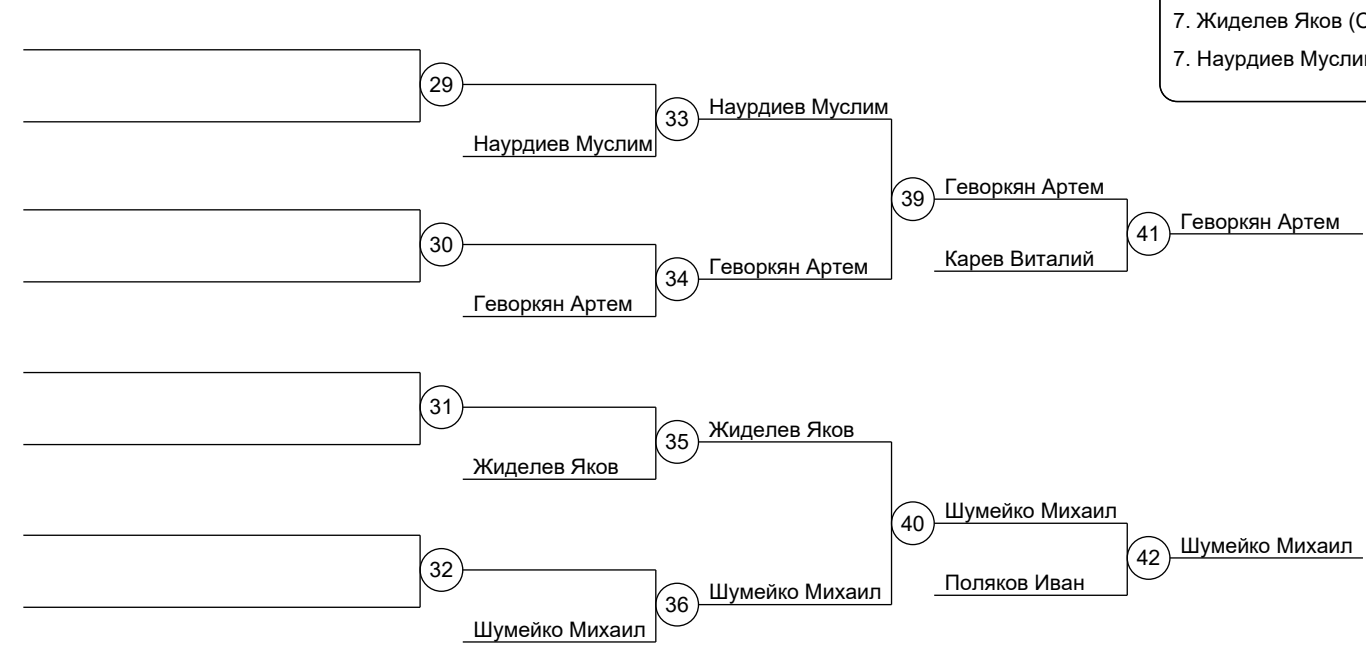 7. Жиделев Яков (С
7. Наурдиев Мусли
29
33
Наурдиев Муслим
Наурдиев Муслим
39
Геворкян Артем
41
Геворкян Артем
Карев Виталий
30
34
Геворкян Артем
Геворкян Артем
31
35
Жиделев Яков
Жиделев Яков
40
Шумейко Михаил
42
Шумейко Михаил
Поляков Иван
32
36
Шумейко Михаил
Шумейко Михаил